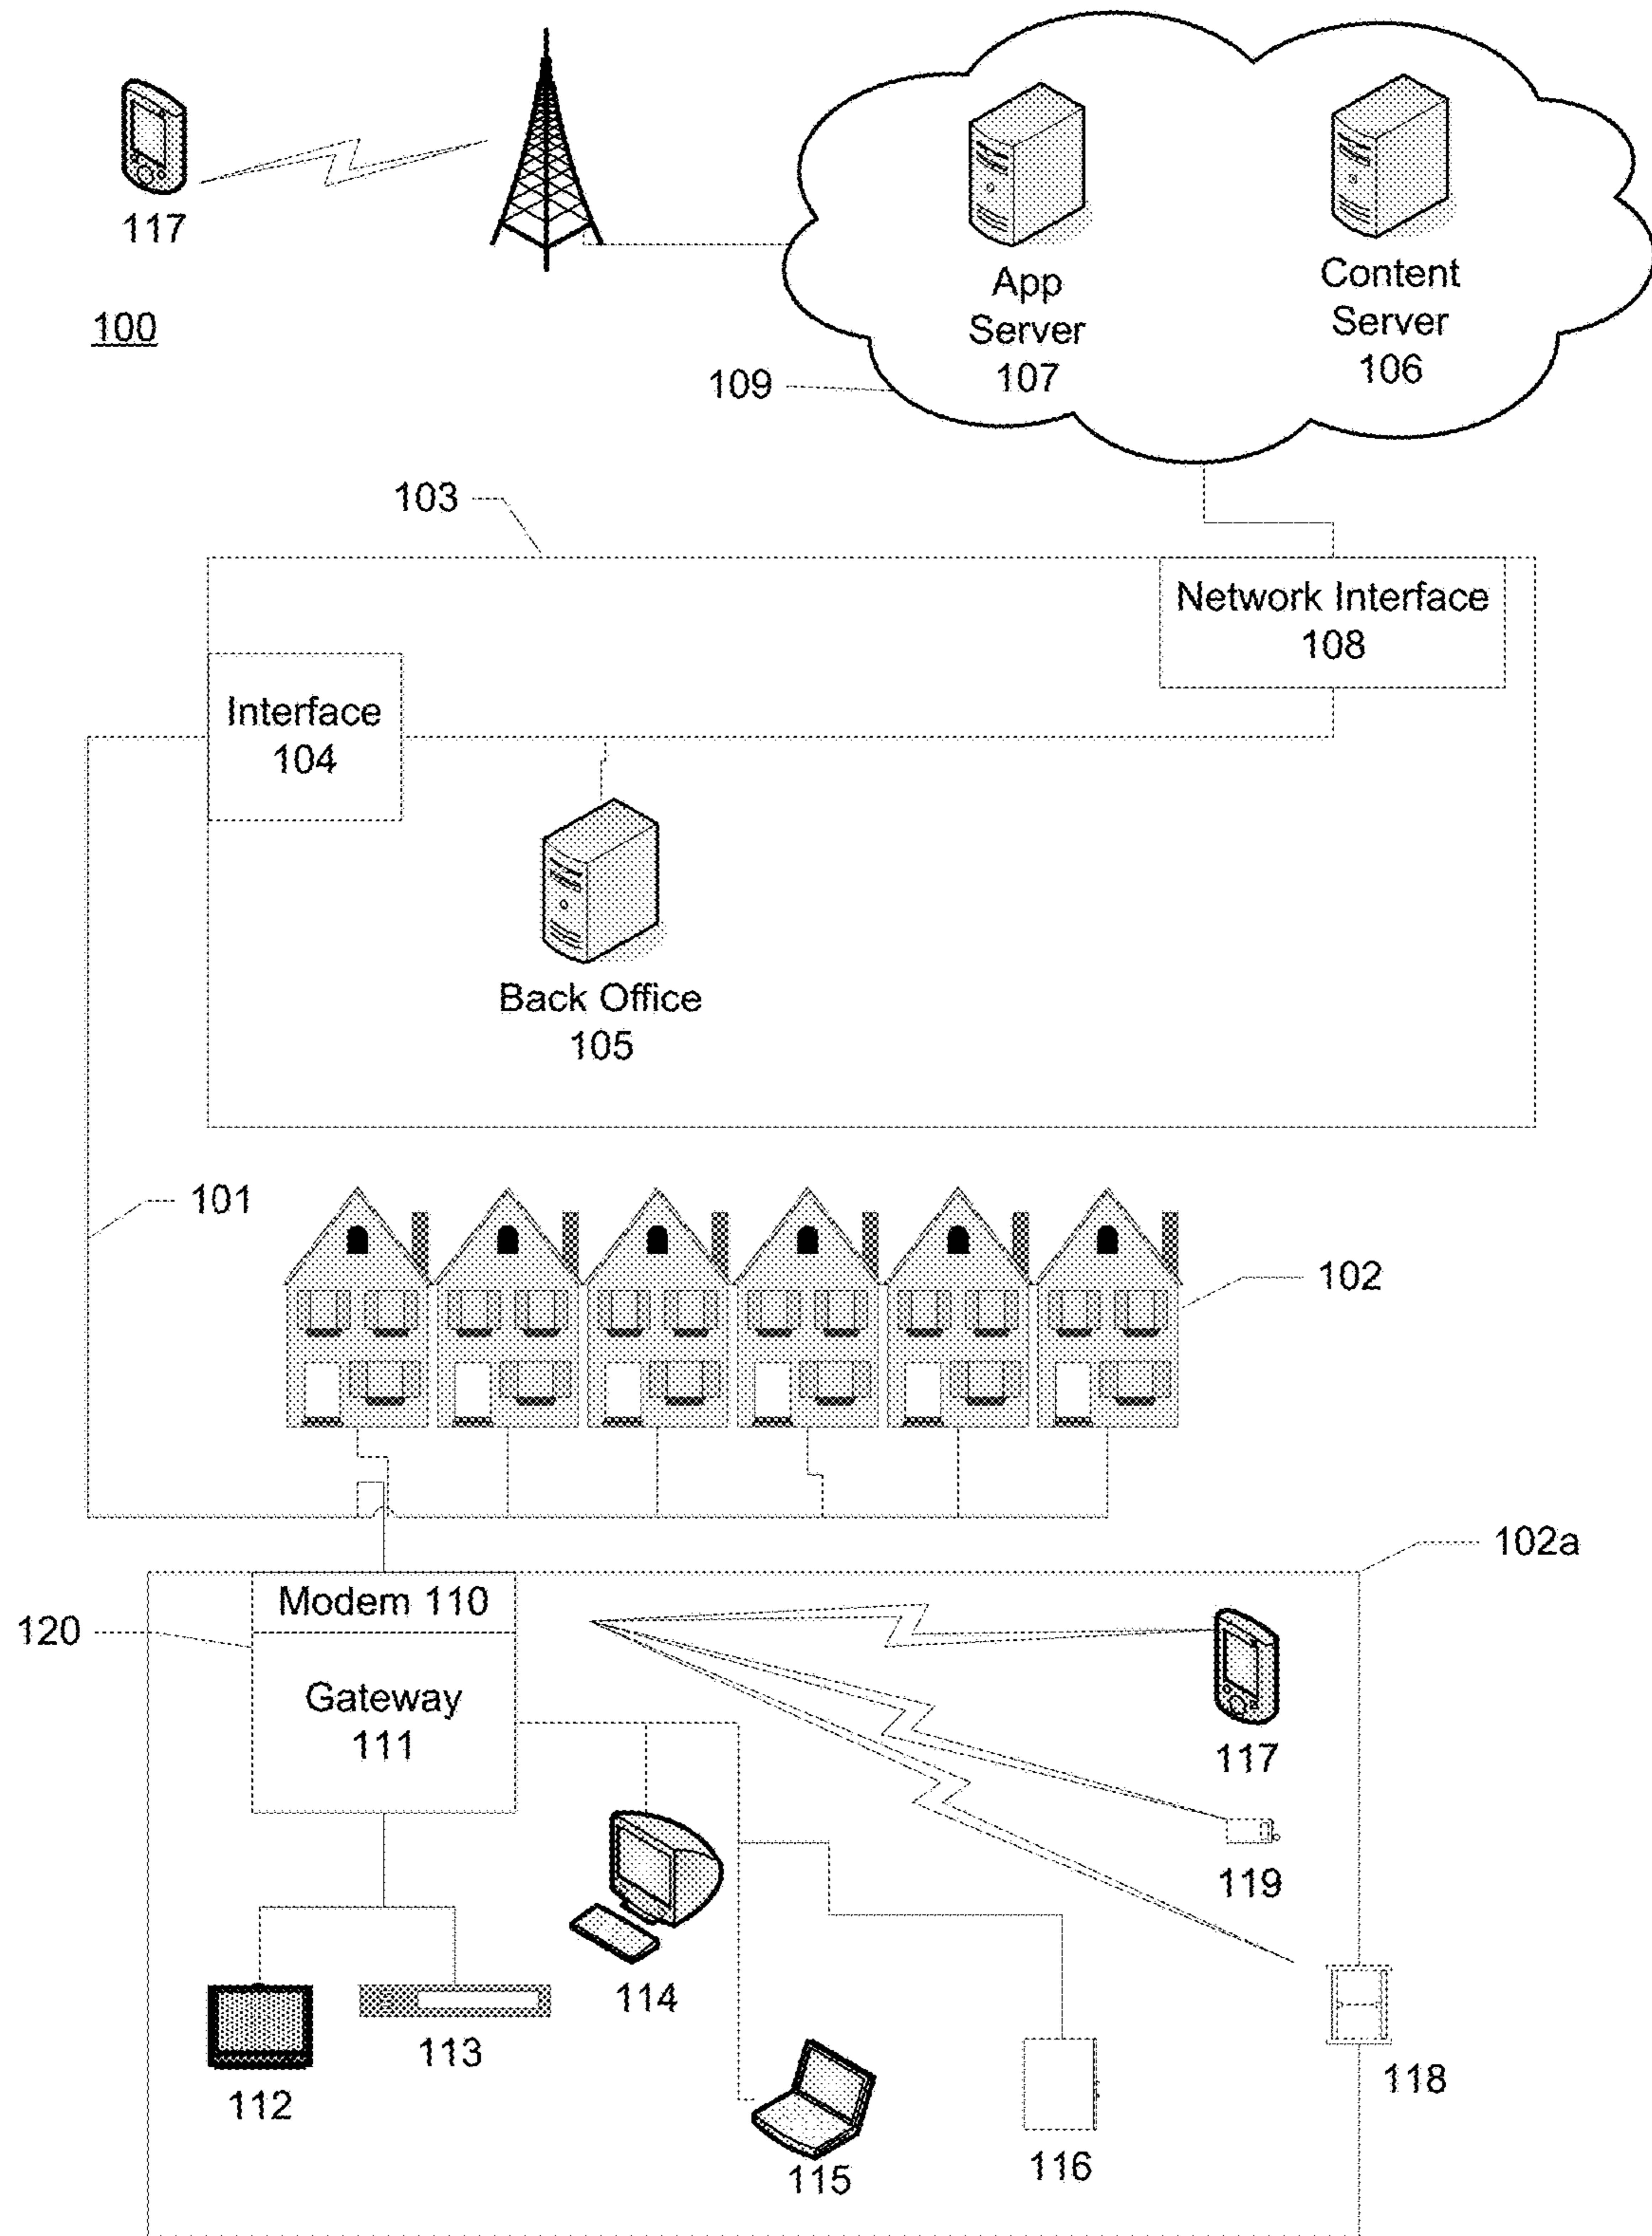 117
100
App
Server
107
Content
Server
106
109
103
Network Interface
108
Interface
104
Back Office
105
101
102
102a
Modem 110
120
Gateway
111
117
119
114
113
112
118
116
115